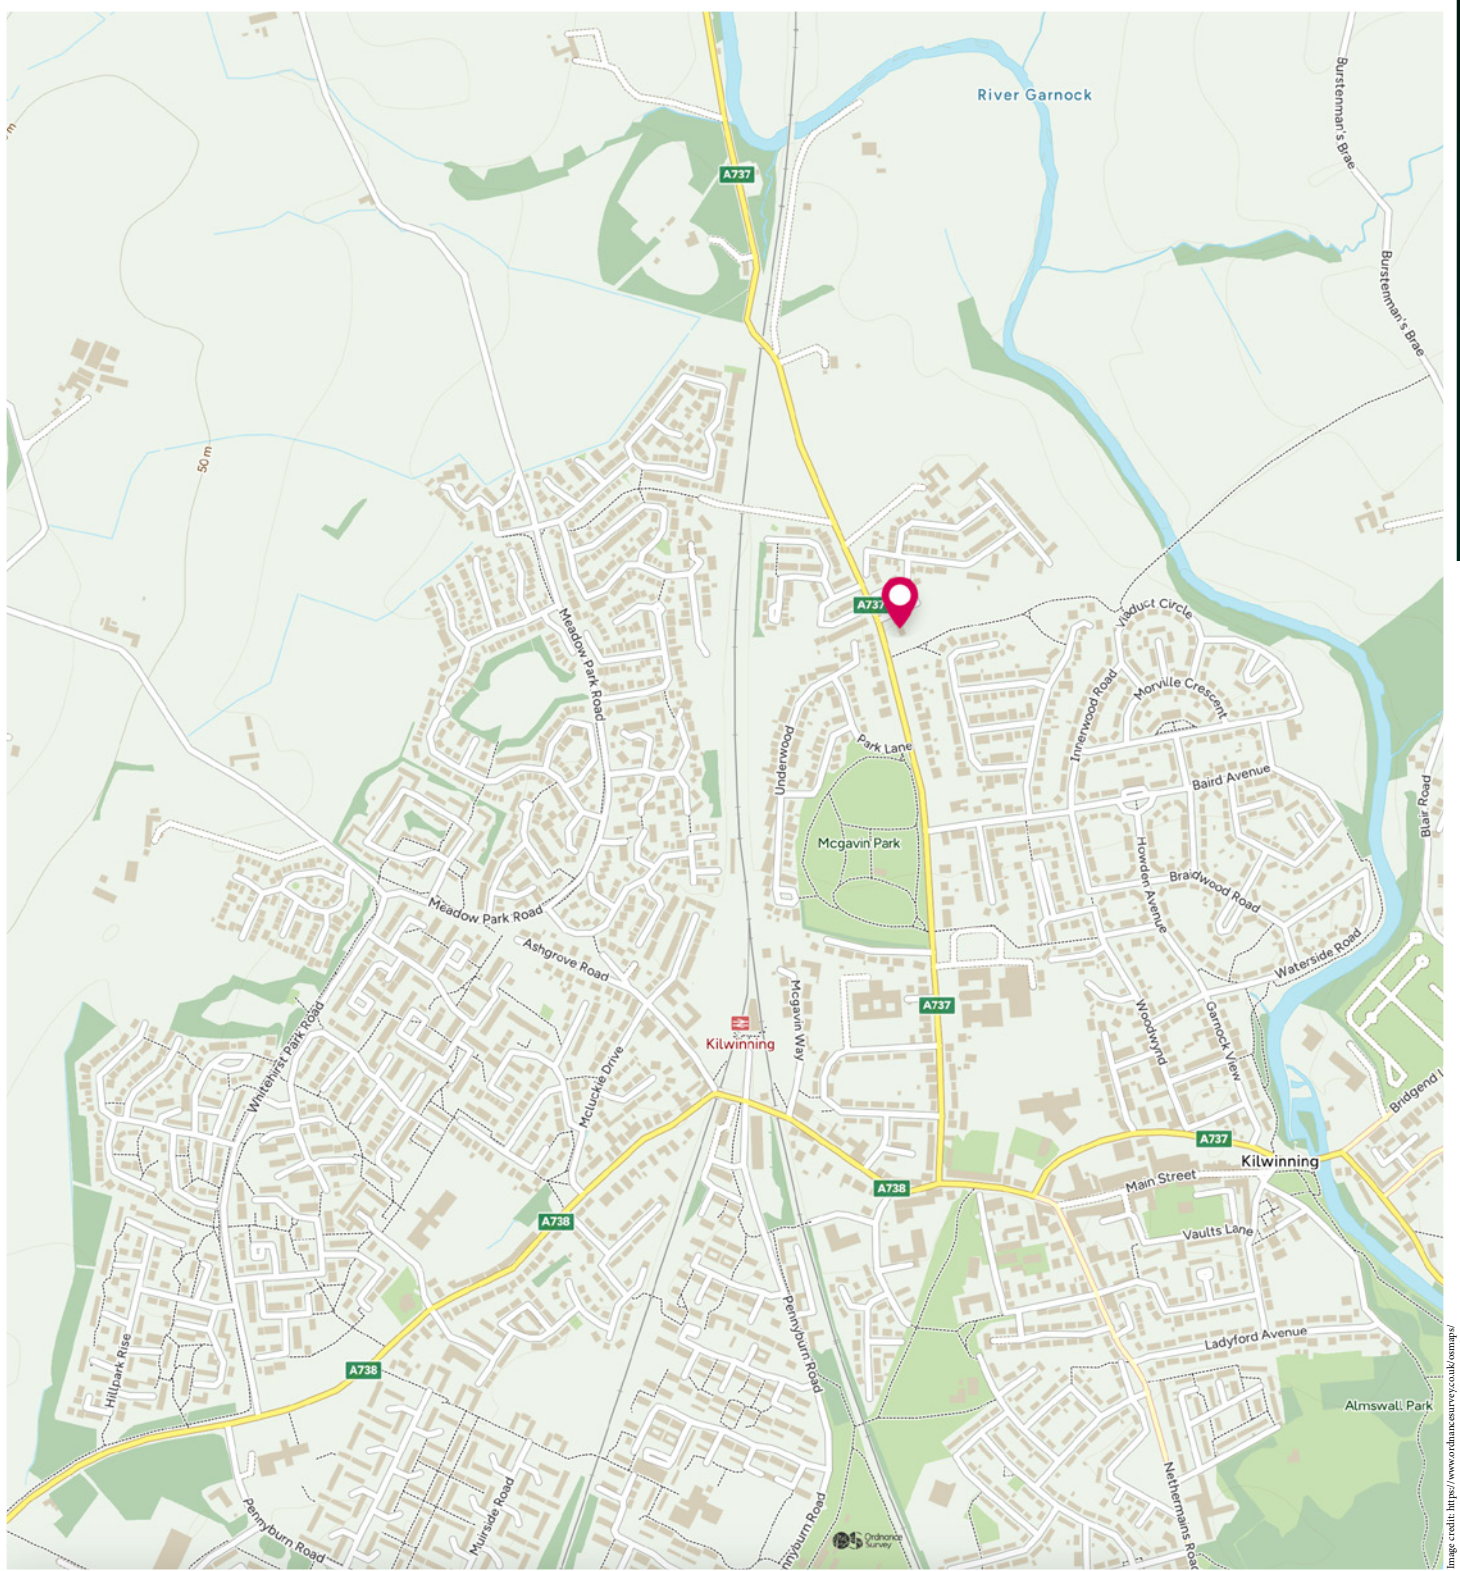 River Garnock
Burstenman's Brae
A737
Burstenman's Brae
50 m
m
A737
Viaduct Circle
Meadow Park Road
Innerwood Road
Morville Crescent
Underwood
Park Lane
Baird Avenue
Blair Road
Mcgavin Park
Howden Avenue
Braidwood Road
Meadow Park Road
Ashgrove Road
Waterside Road
A737
Mcgavin Way
Whitehirst Park Road
Kilwinning
Woodwynd
Garnock View
Mcluckie Drive
Bridgend L
A737
Kilwinning
Main Street
A738
A738
Vaults Lane
Pennyburn Road
Ladyford Avenue
Hillpark Rise
A738
Almswall Park
Nethermains Road
Muirside Road
Pennyburn Road
nnyburn Road
OS Ordnance
Survey
Image credit: https://www.ordnancesurvey.co.uk/osmaps/